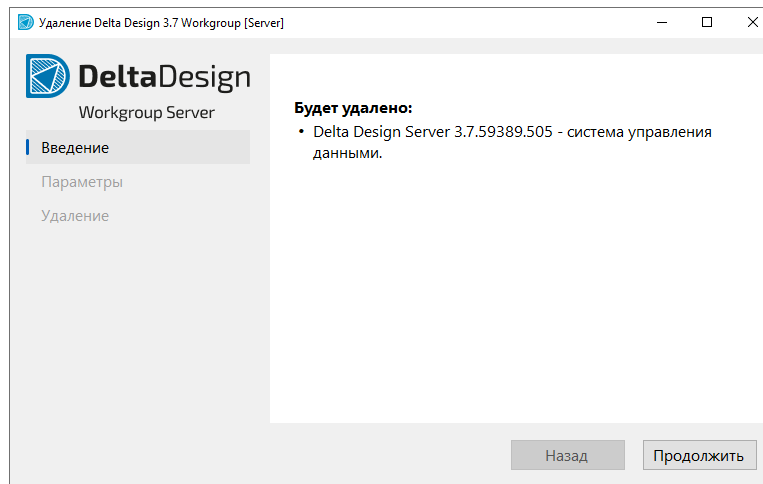 Удаление Delta Design 3.7 Workgroup [Server]
DeltaDesign
Workgroup Server
Введение
Параметры
Удаление
Будет удалено:
• Delta Design Server 3.7.59389.505 - система управления
данными.
Назад
Продолжить